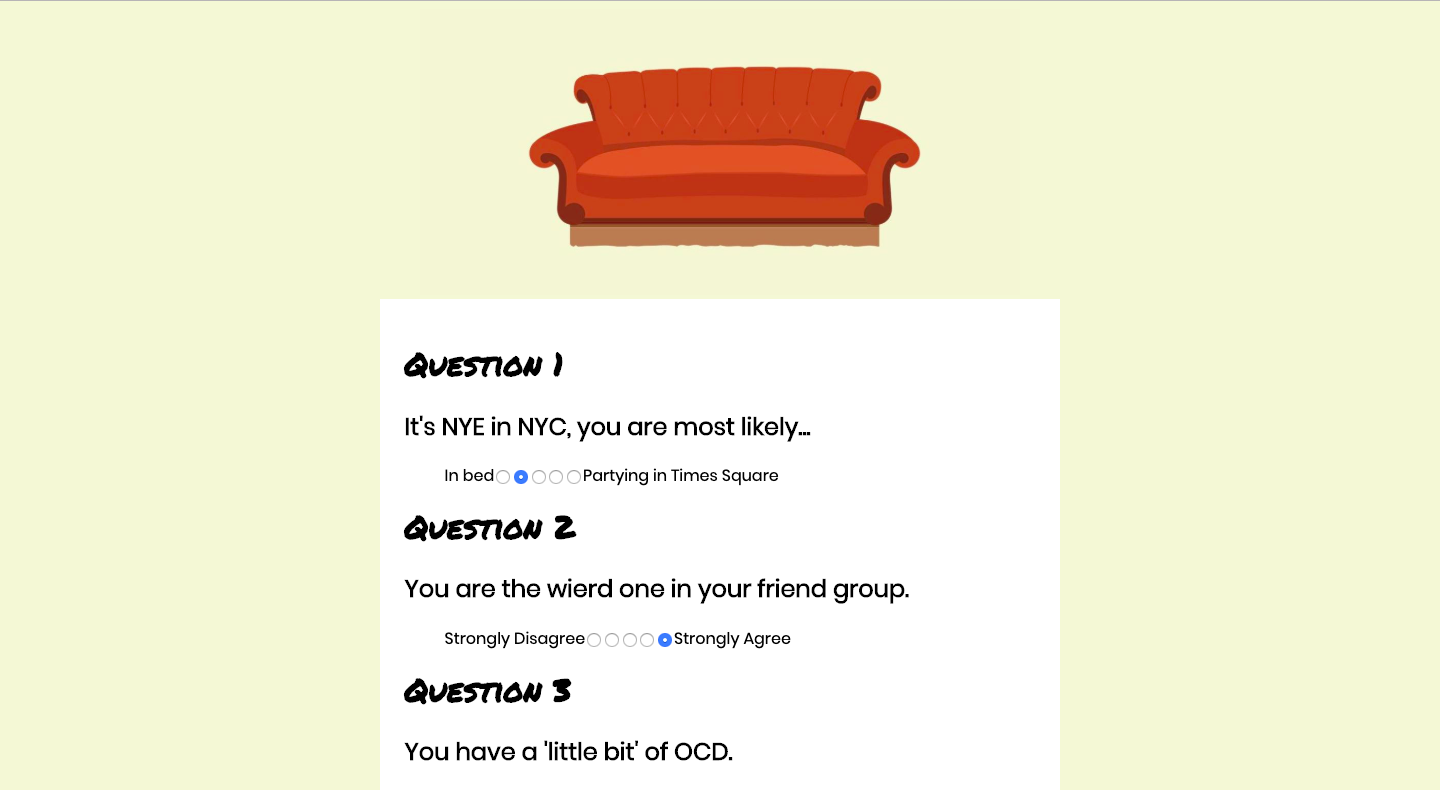 Question 1
It's NYE in NYC, you are most likely...
In bed Partying in Times Square
Question 2
You are the wierd one in your friend group.
Strongly Disagree Strongly Agree
Question 3
You have a 'little bit' of OCD.